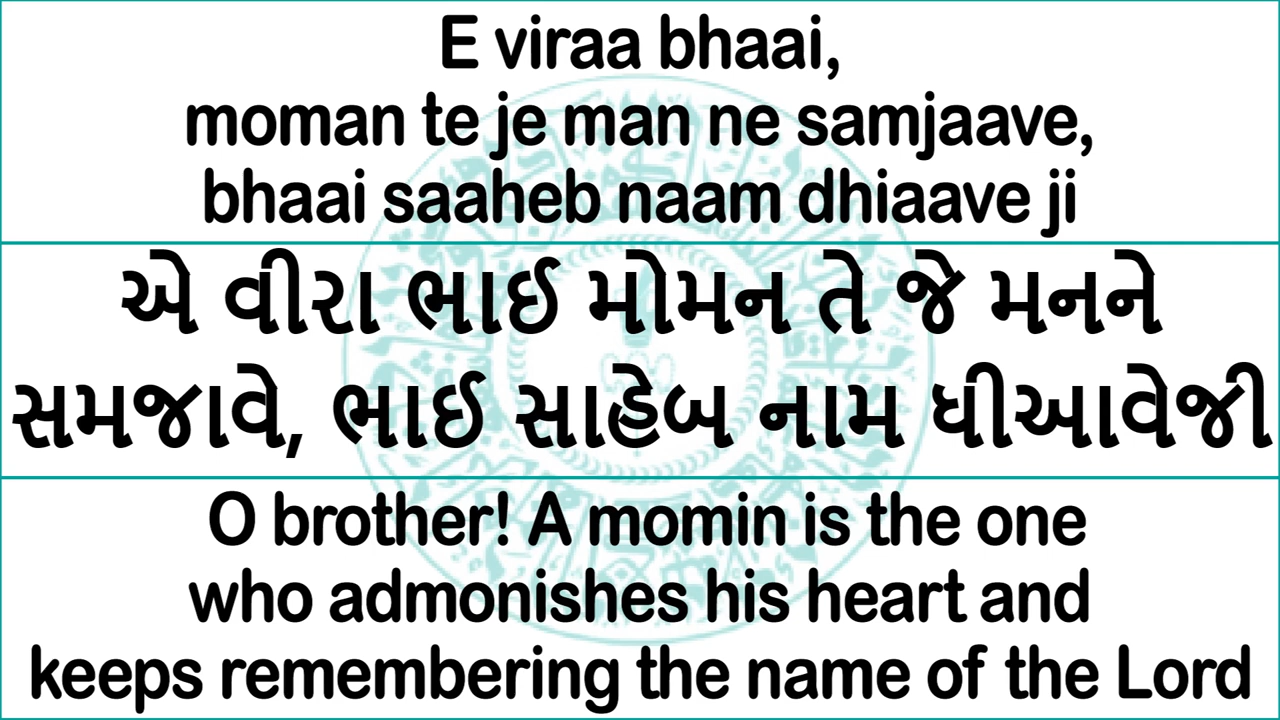 E viraa bhaai,
moman te je man ne samjaave,
bhaai saaheb naam dhiaave ji
એ વીરા ભાઈ મોમન તે જે મનને
સમજાવે, ભાઈ સાહેબ નામ ધીઆવેજી
O brother! A momin is the one
who admonishes his heart and
keeps remembering the name of the Lord